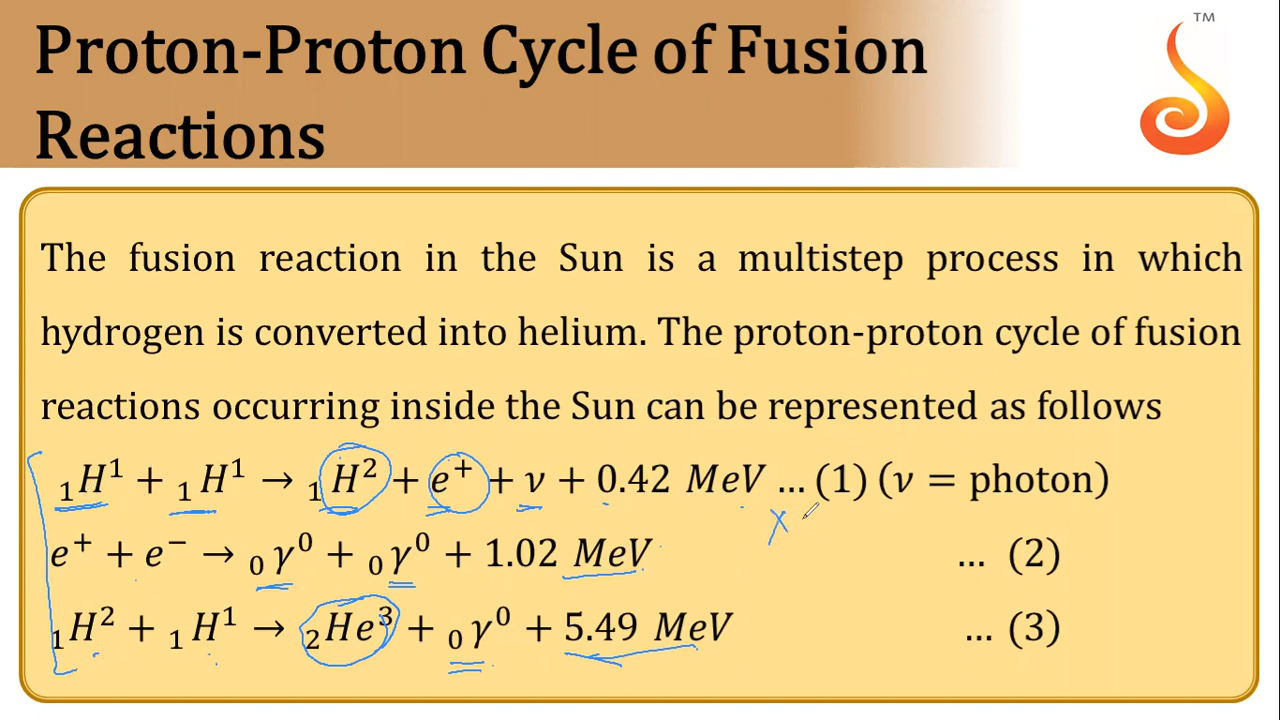 Proton-Proton Cycle of Fusion
Reactions
TM
The fusion reaction in the Sun is a multistep process in which
hydrogen is converted into helium. The proton-proton cycle of fusion
reactions occurring inside the Sun can be represented as follows
₁H¹ + ₁H¹ → ₁H² + e⁺ + ν + 0.42 MeV ... (1) (ν = photon)
X
e⁺ + e⁻ → ₀γ⁰ + ₀γ⁰ + 1.02 MeV ... (2)
₁H² + ₁H¹ → ₂He³ + ₀γ⁰ + 5.49 MeV ... (3)